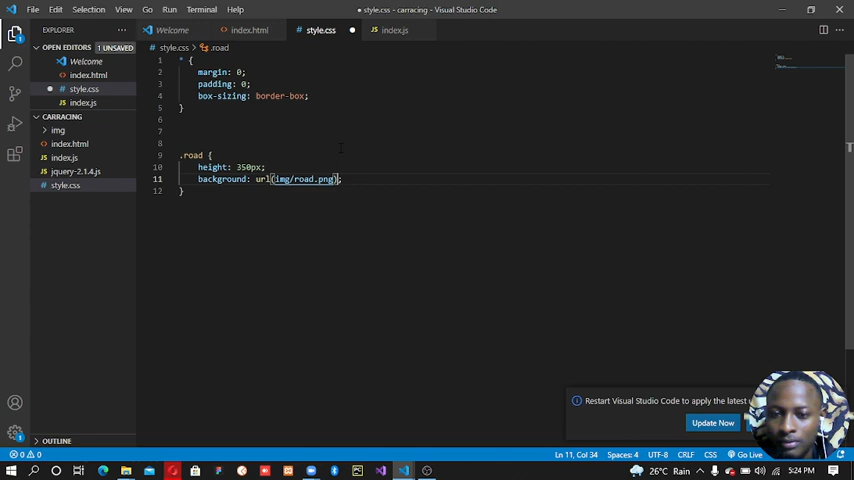 File Edit Selection View Go Run Terminal Help
style.css - carracing - Visual Studio Code
EXPLORER
Welcome
index.html
style.css
index.js
OPEN EDITORS
1 UNSAVED
style.css > .road
Welcome
index.html
style.css
index.js
CARRACING
img
index.html
index.js
jquery-2.1.4.js
style.css
OUTLINE
1 * {
2 margin: 0;
3 padding: 0;
4 box-sizing: border-box;
5 }
6
7
8
9 .road {
10 height: 350px;
11 background: url(img/road.png);
12 }
Restart Visual Studio Code to apply the latest
Update Now
0 0
Ln 11, Col 34 Spaces: 4 UTF-8 CRLF CSS Go Live
26°C Rain
5:24 PM